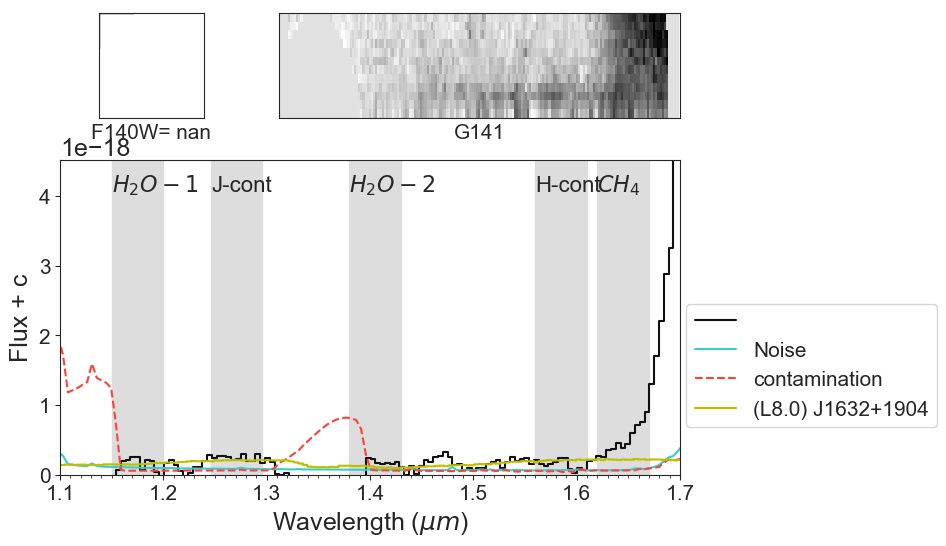 F140W= nan
G141
1e−18
H₂O − 1
J-cont
H₂O − 2
H-cont
CH₄
4
3
2
1
0
Flux + c
1.1
1.2
1.3
1.4
1.5
1.6
1.7
Wavelength (μm)
Noise
contamination
(L8.0) J1632+1904